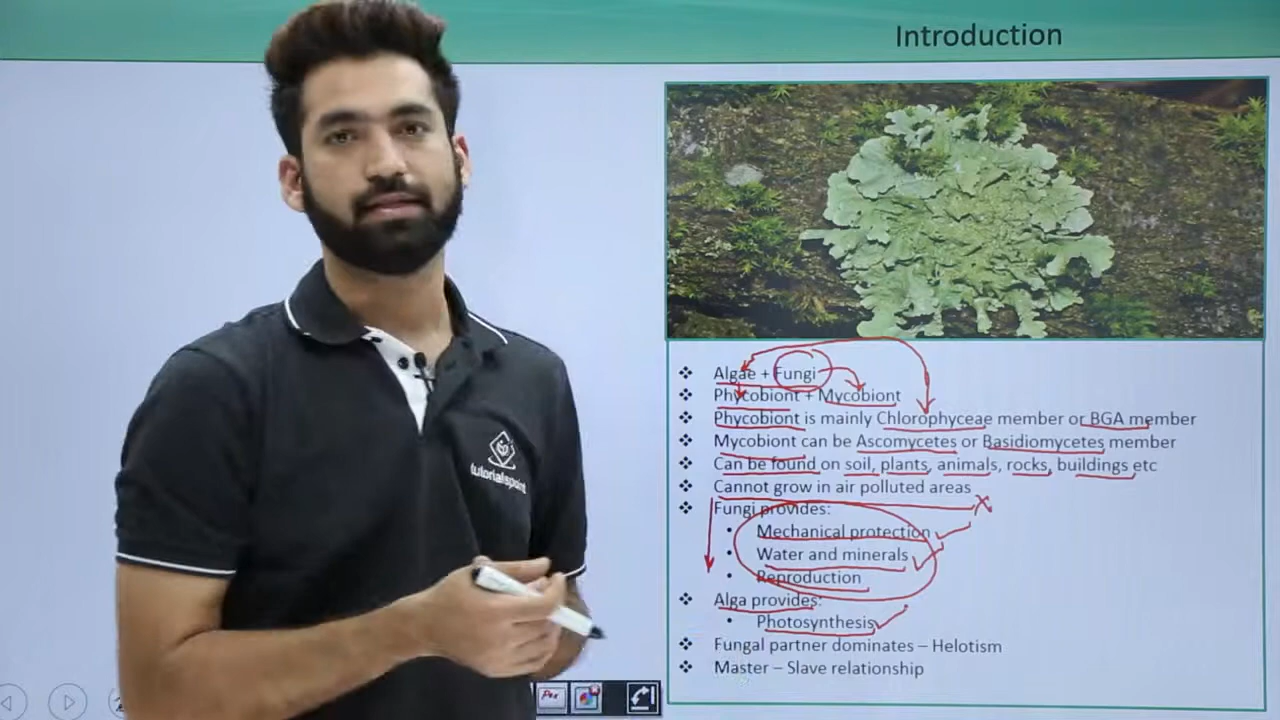 Introduction
Algae + Fungi
Phycobiont + Mycobiont
Phycobiont is mainly Chlorophyceae member or BGA member
Mycobiont can be Ascomycetes or Basidiomycetes member
Can be found on soil, plants, animals, rocks, buildings etc
Cannot grow in air polluted areas
Fungi provides:
Mechanical protection
Water and minerals
Reproduction
Alga provides:
Photosynthesis
Fungal partner dominates – Helotism
Master – Slave relationship
tutorialspoint
Pen